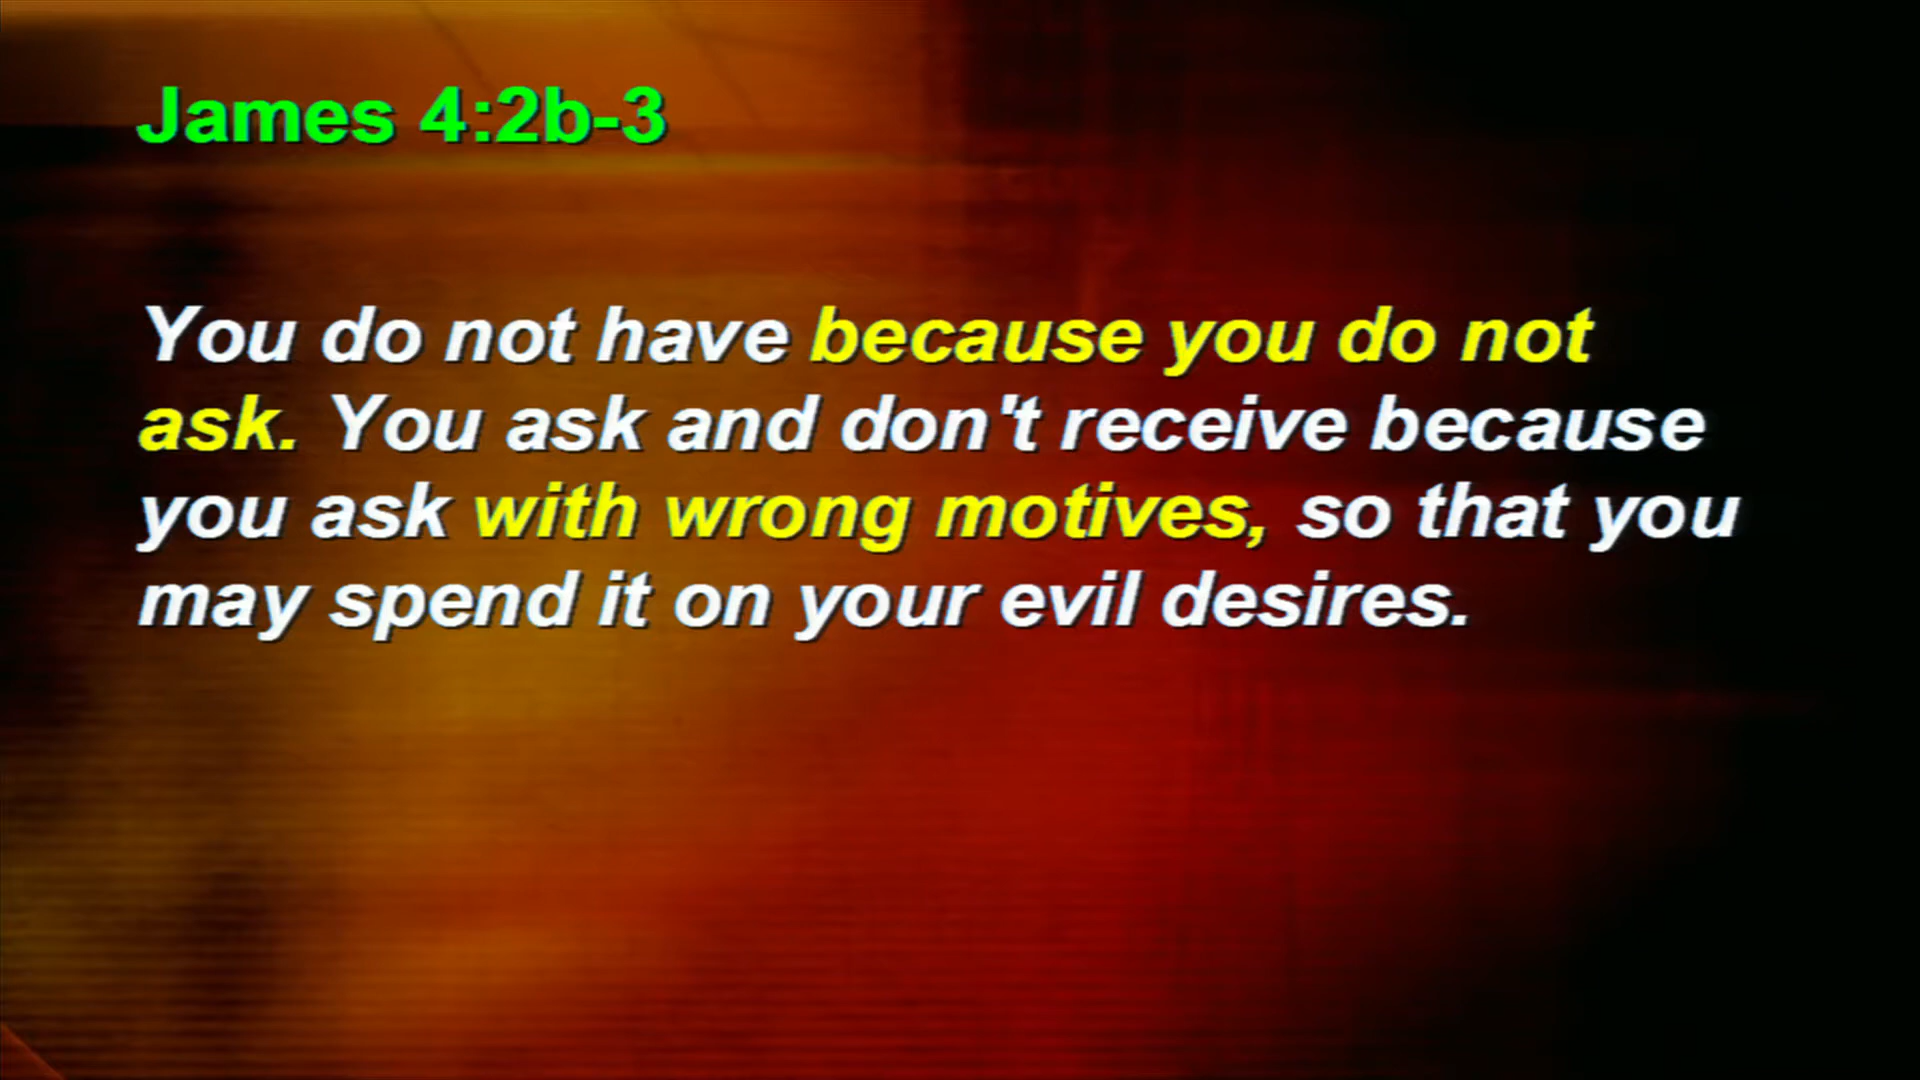 James 4:2b-3
You do not have because you do not
ask. You ask and don't receive because
you ask with wrong motives, so that you
may spend it on your evil desires.